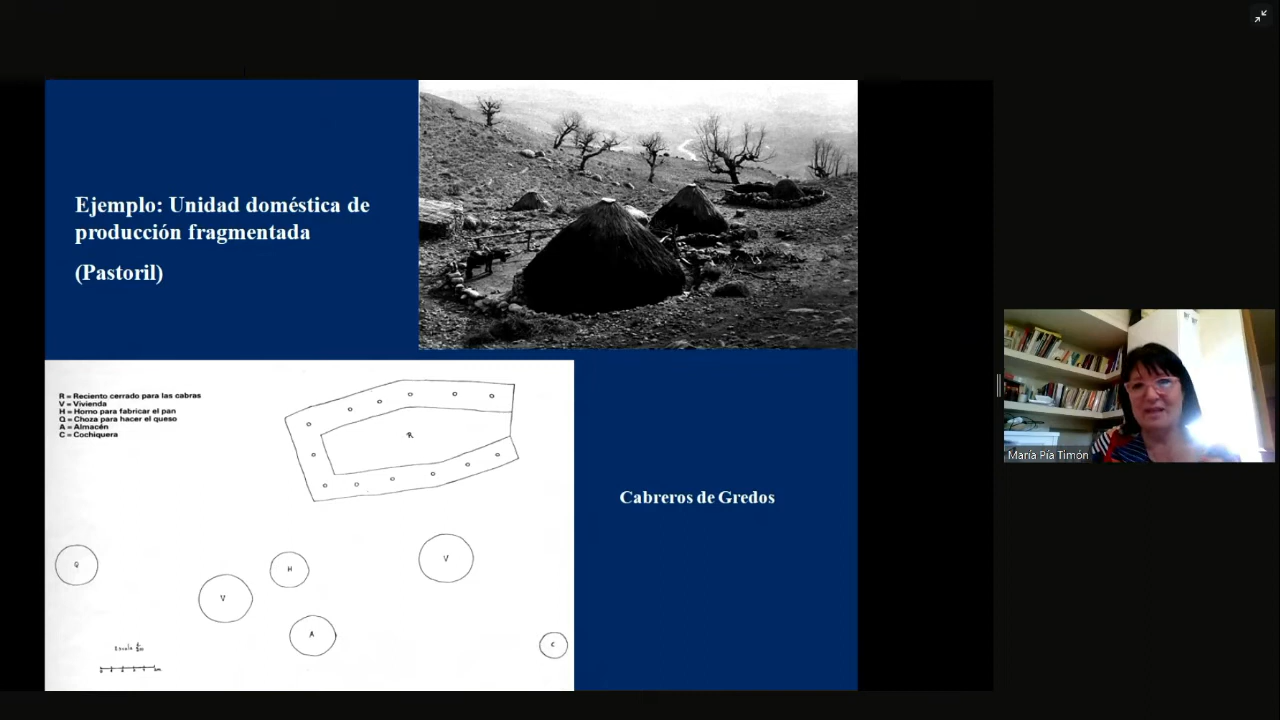 Ejemplo: Unidad doméstica de
producción fragmentada
(Pastoril)
R = Reciento cerrado para las cabras
V = Vivienda
H = Horno para fabricar el pan
Q = Choza para hacer el queso
A = Almacén
C = Cochiquera
R
Q
H
V
V
A
C
Cabreros de Gredos
María Pía Timón